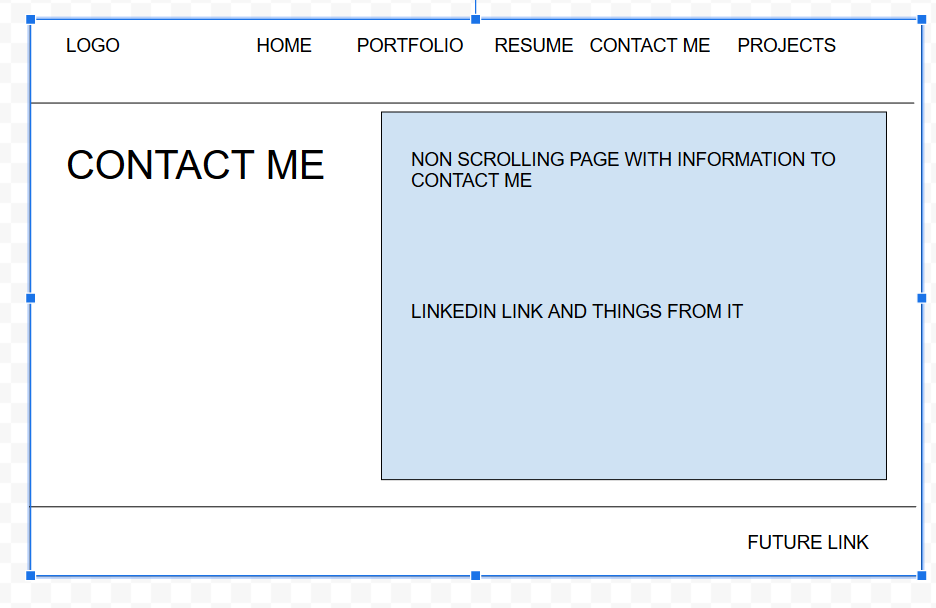 LOGO HOME PORTFOLIO RESUME CONTACT ME PROJECTS
CONTACT ME
NON SCROLLING PAGE WITH INFORMATION TO
CONTACT ME
LINKEDIN LINK AND THINGS FROM IT
FUTURE LINK